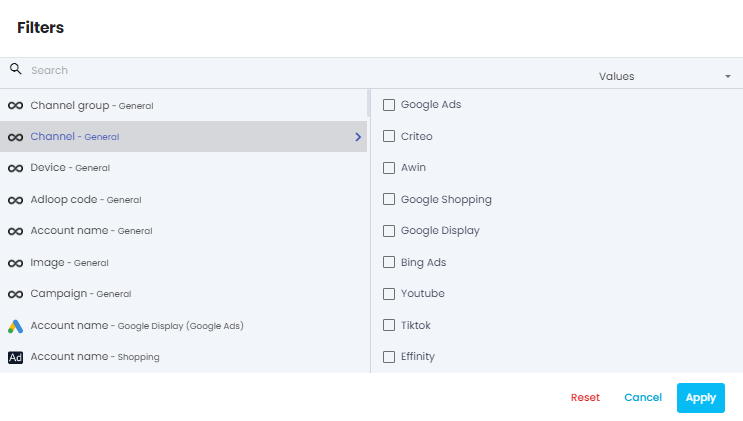 Filters
Search
Values
Channel group - General
Channel - General
Device - General
Adloop code - General
Account name - General
Image - General
Campaign - General
Account name - Google Display (Google Ads)
Ad Account name - Shopping
Google Ads
Criteo
Awin
Google Shopping
Google Display
Bing Ads
Youtube
Tiktok
Effinity
Reset
Cancel
Apply